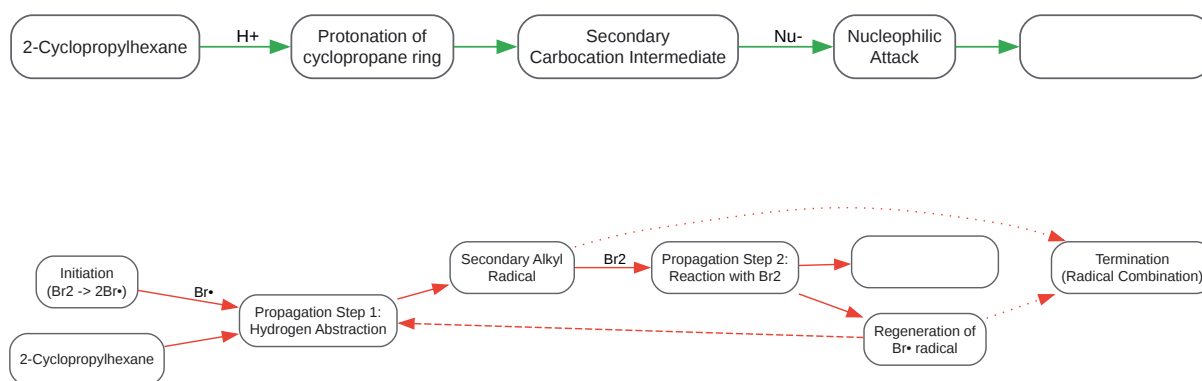 2-Cyclopropylhexane
H+
Protonation of
cyclopropane ring
Secondary
Carbocation Intermediate
Nu-
Nucleophilic
Attack
Initiation
(Br2 -> 2Br•)
Br•
2-Cyclopropylhexane
Propagation Step 1:
Hydrogen Abstraction
Secondary Alkyl
Radical
Br2
Propagation Step 2:
Reaction with Br2
Regeneration of
Br• radical
Termination
(Radical Combination)